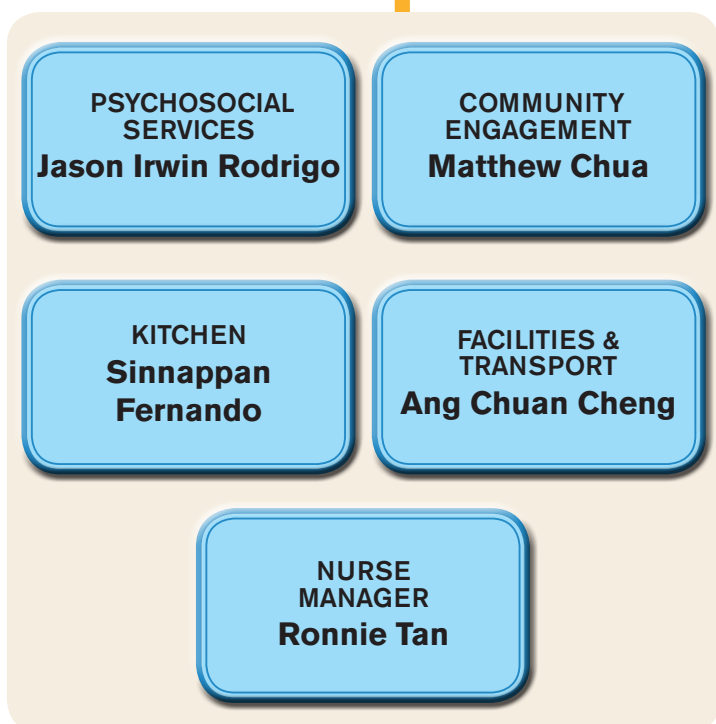 PSYCHOSOCIAL
SERVICES
Jason Irwin Rodrigo
COMMUNITY
ENGAGEMENT
Matthew Chua
KITCHEN
Sinnappan
Fernando
FACILITIES &
TRANSPORT
Ang Chuan Cheng
NURSE
MANAGER
Ronnie Tan